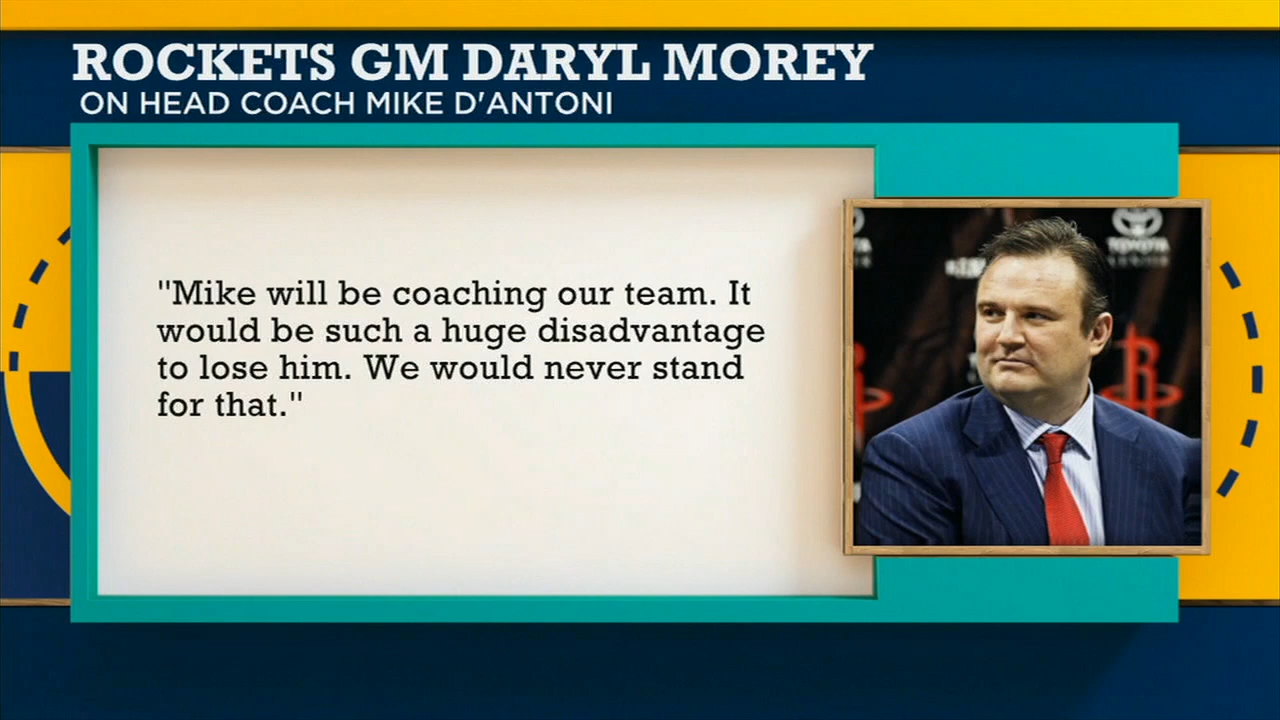 ROCKETS GM DARYL MOREY
ON HEAD COACH MIKE D'ANTONI
"Mike will be coaching our team. It
would be such a huge disadvantage
to lose him. We would never stand
for that."
TOYOTA